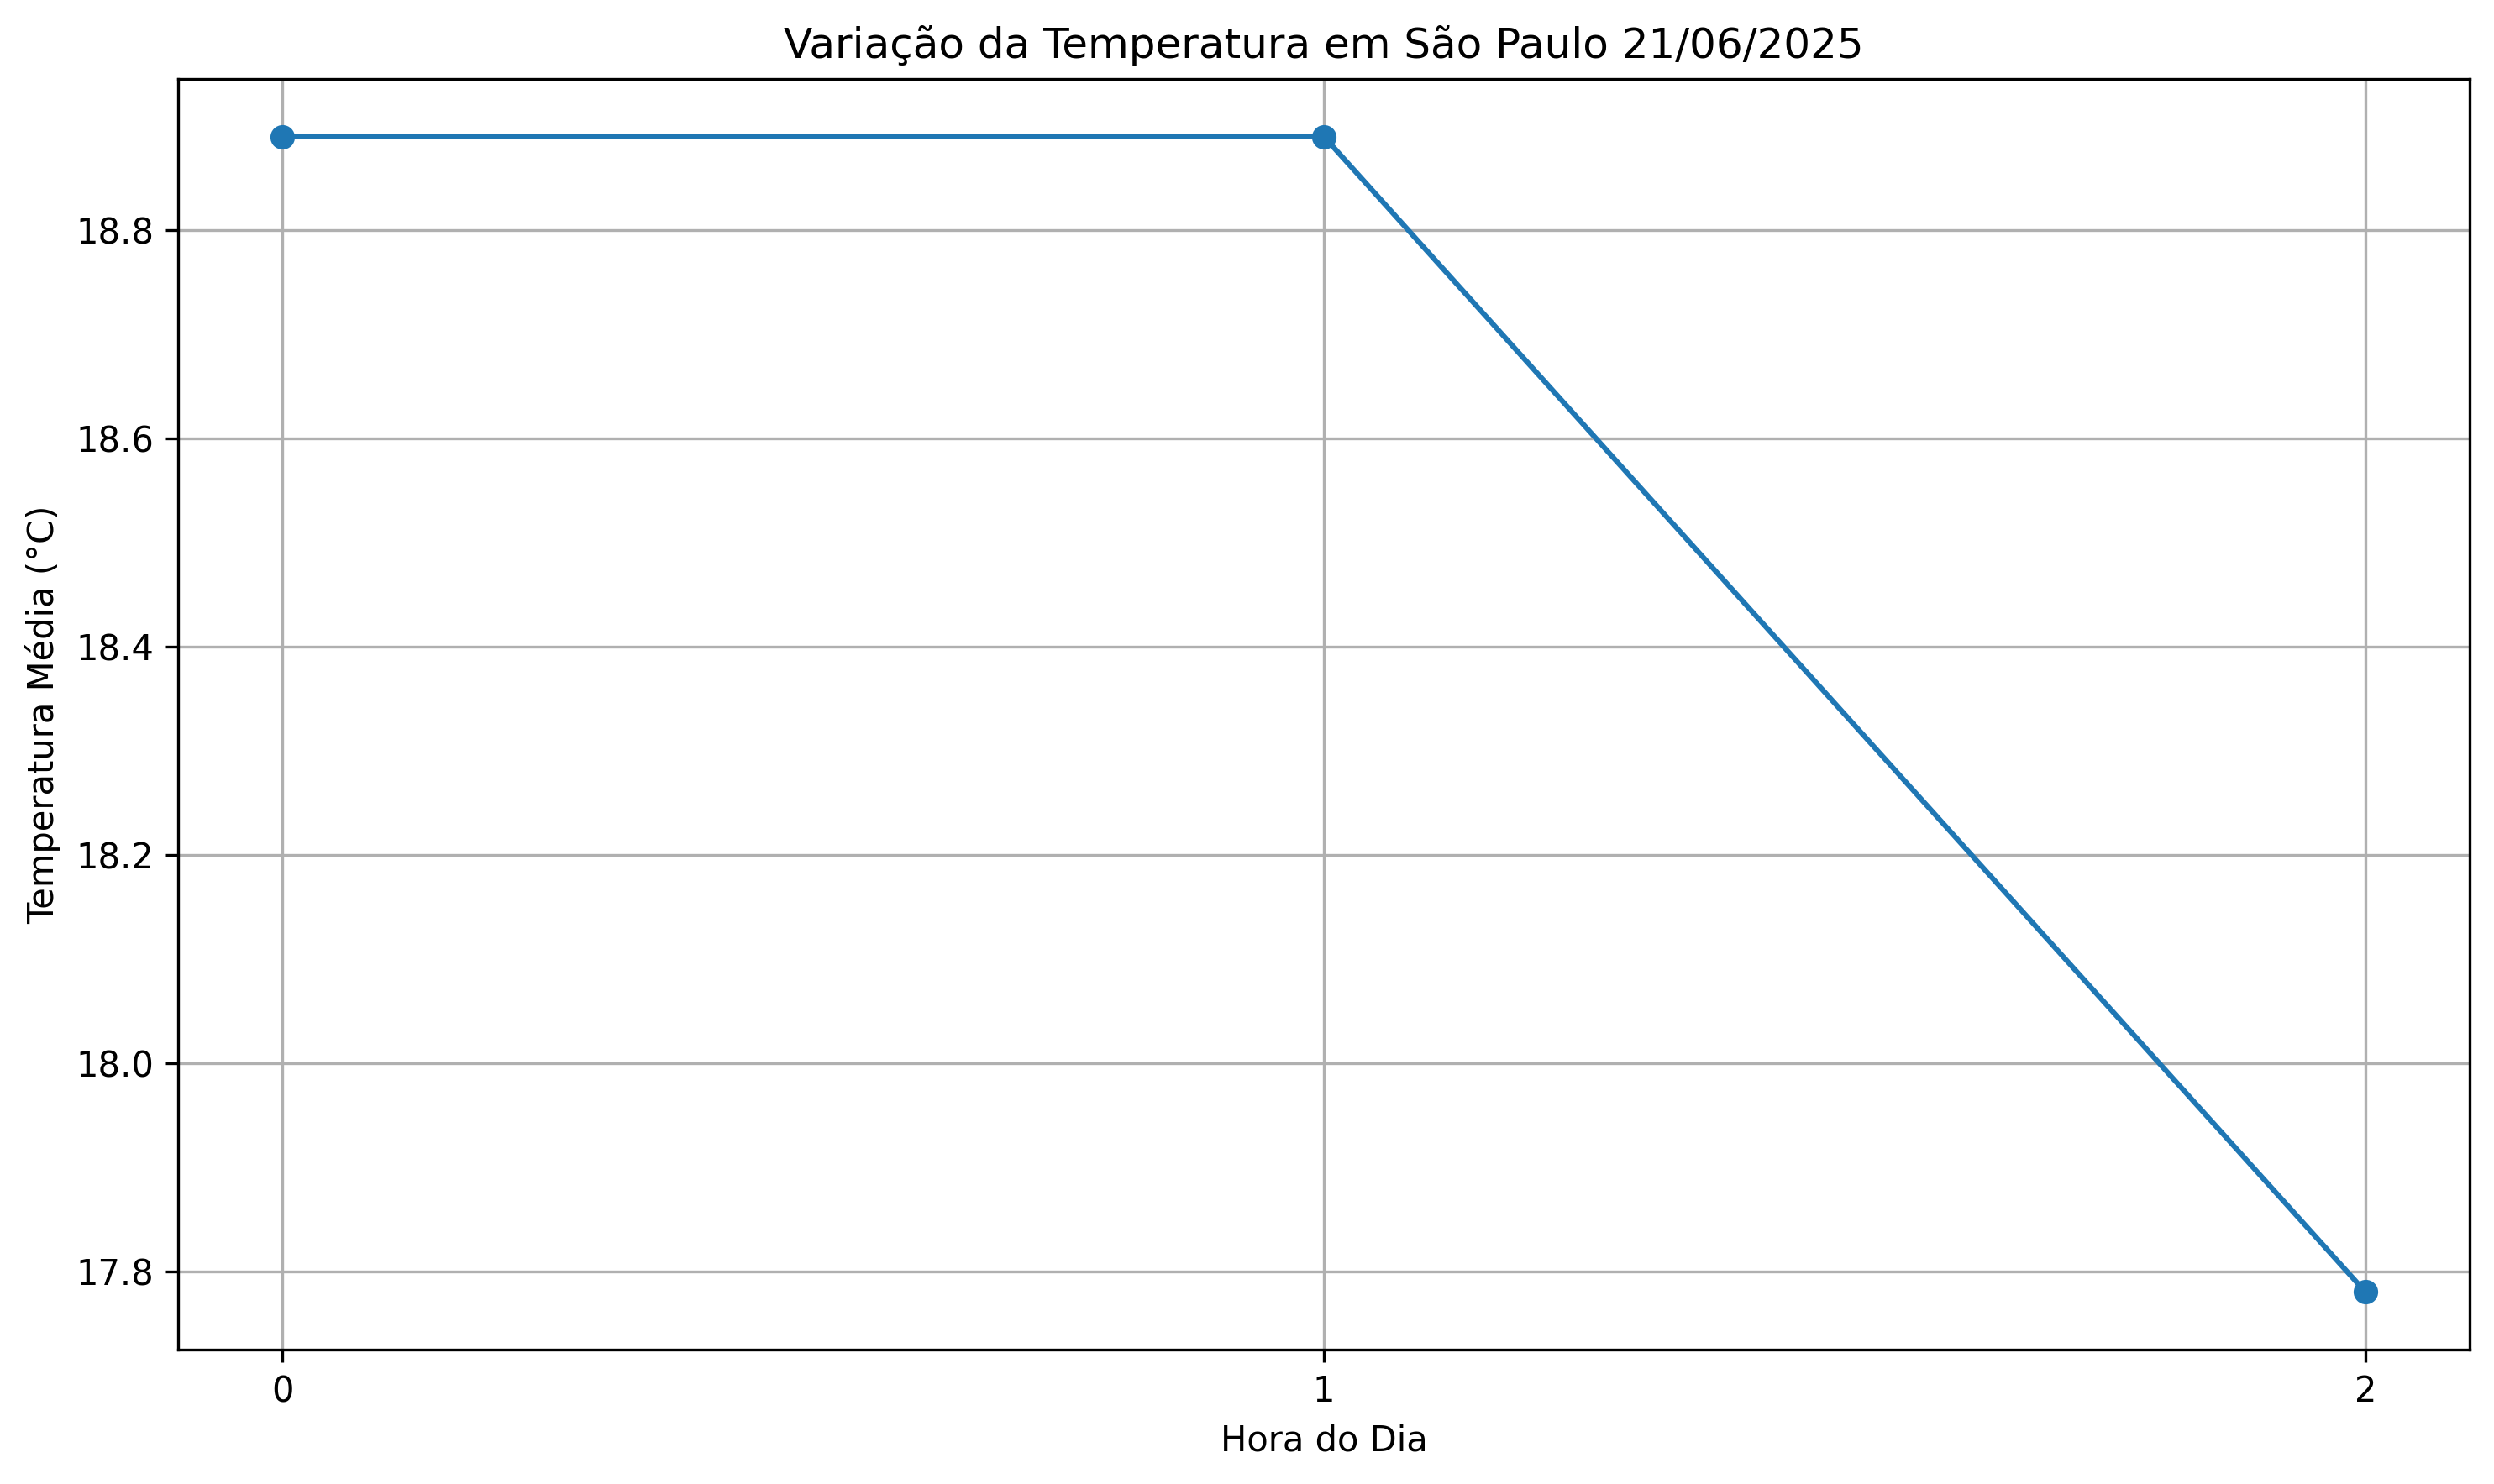 Variação da Temperatura em São Paulo 21/06/2025
Temperatura Média (°C)
18.8
18.6
18.4
18.2
18.0
17.8
0 1 2
Hora do Dia